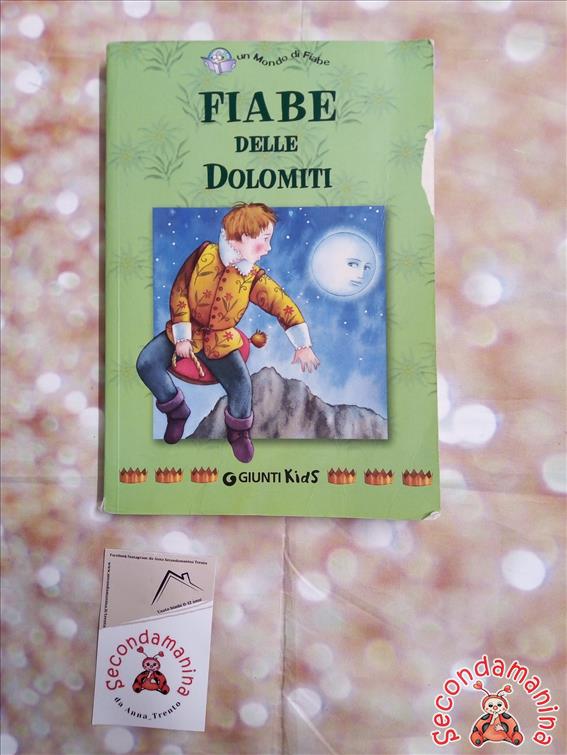 un Mondo di Fiabe
FIABE
DELLE
DOLOMITI
GIUNTI KidS
Usato bimbi 0-12 anni
Secondamanina
da Anna_Trento
Secondamanina